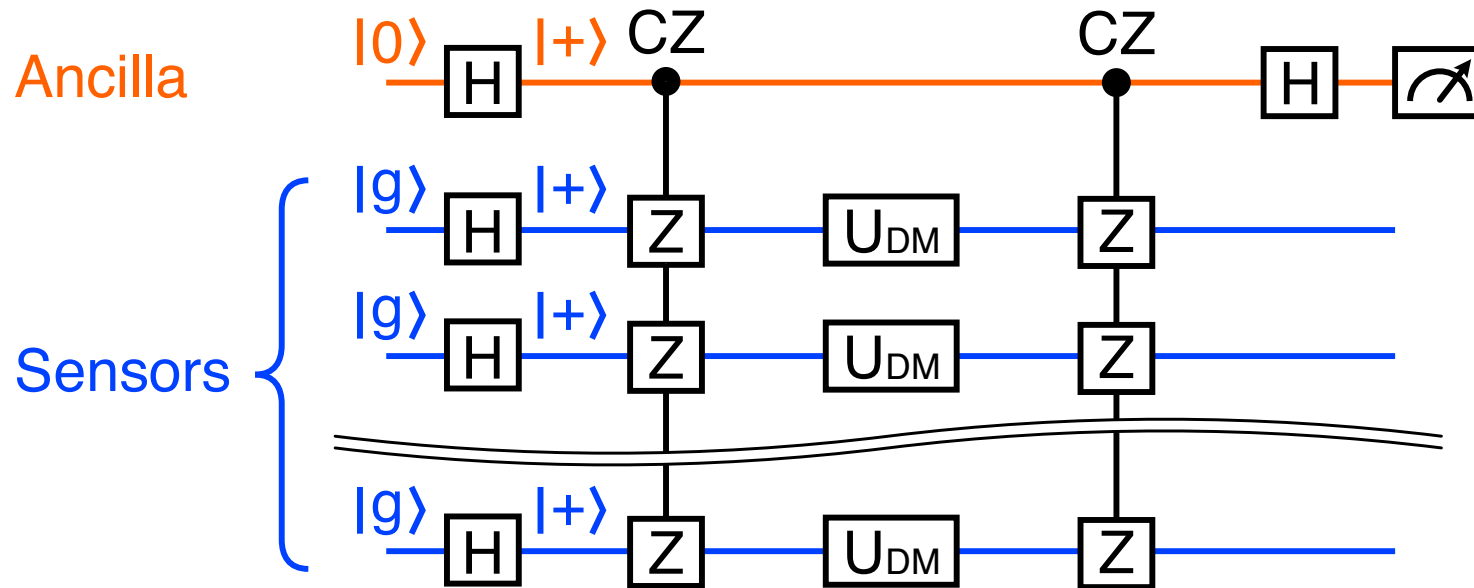 |0⟩ |+⟩ CZ CZ
Ancilla H H
|g⟩ |+⟩
H Z UDM Z
|g⟩ |+⟩
H Z UDM Z
Sensors
|g⟩ |+⟩
H Z UDM Z